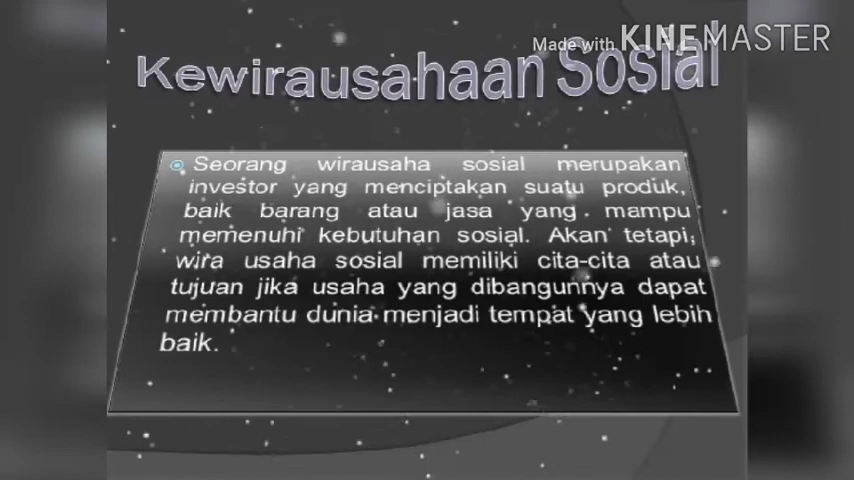 Made with KINEMASTER
Kewirausahaan Sosial
Seorang wirausaha sosial merupakan
investor yang menciptakan suatu produk,
baik barang atau jasa yang mampu
memenuhi kebutuhan sosial. Akan tetapi,
wira usaha sosial memiliki cita-cita atau
tujuan jika usaha yang dibangunnya dapat
membantu dunia menjadi tempat yang lebih
baik.